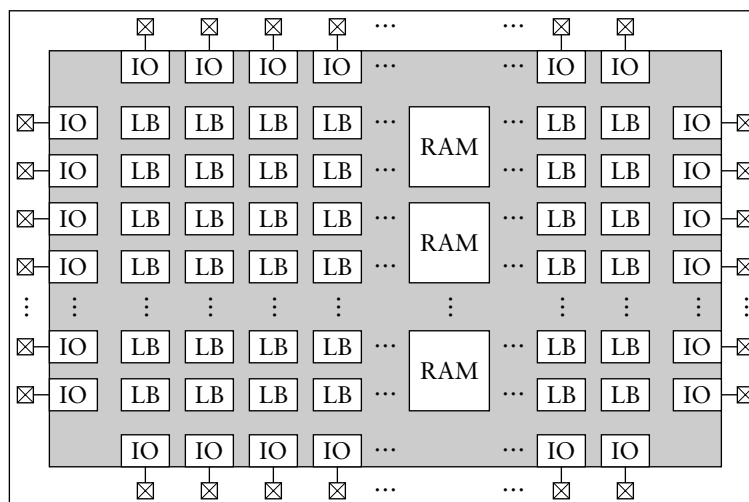 ... ...
IO IO IO IO ... ... IO IO
IO LB LB LB LB ... RAM ... LB LB IO
IO LB LB LB LB ... ... LB LB IO
IO LB LB LB LB ... RAM ... LB LB IO
IO LB LB LB LB ... ... LB LB IO
⋮ ⋮ ⋮ ⋮ ⋮ ⋮ ⋮ ⋮ ⋮ ⋮ ⋮
IO LB LB LB LB ... RAM ... LB LB IO
IO LB LB LB LB ... ... LB LB IO
IO IO IO IO ... ... IO IO
... ...